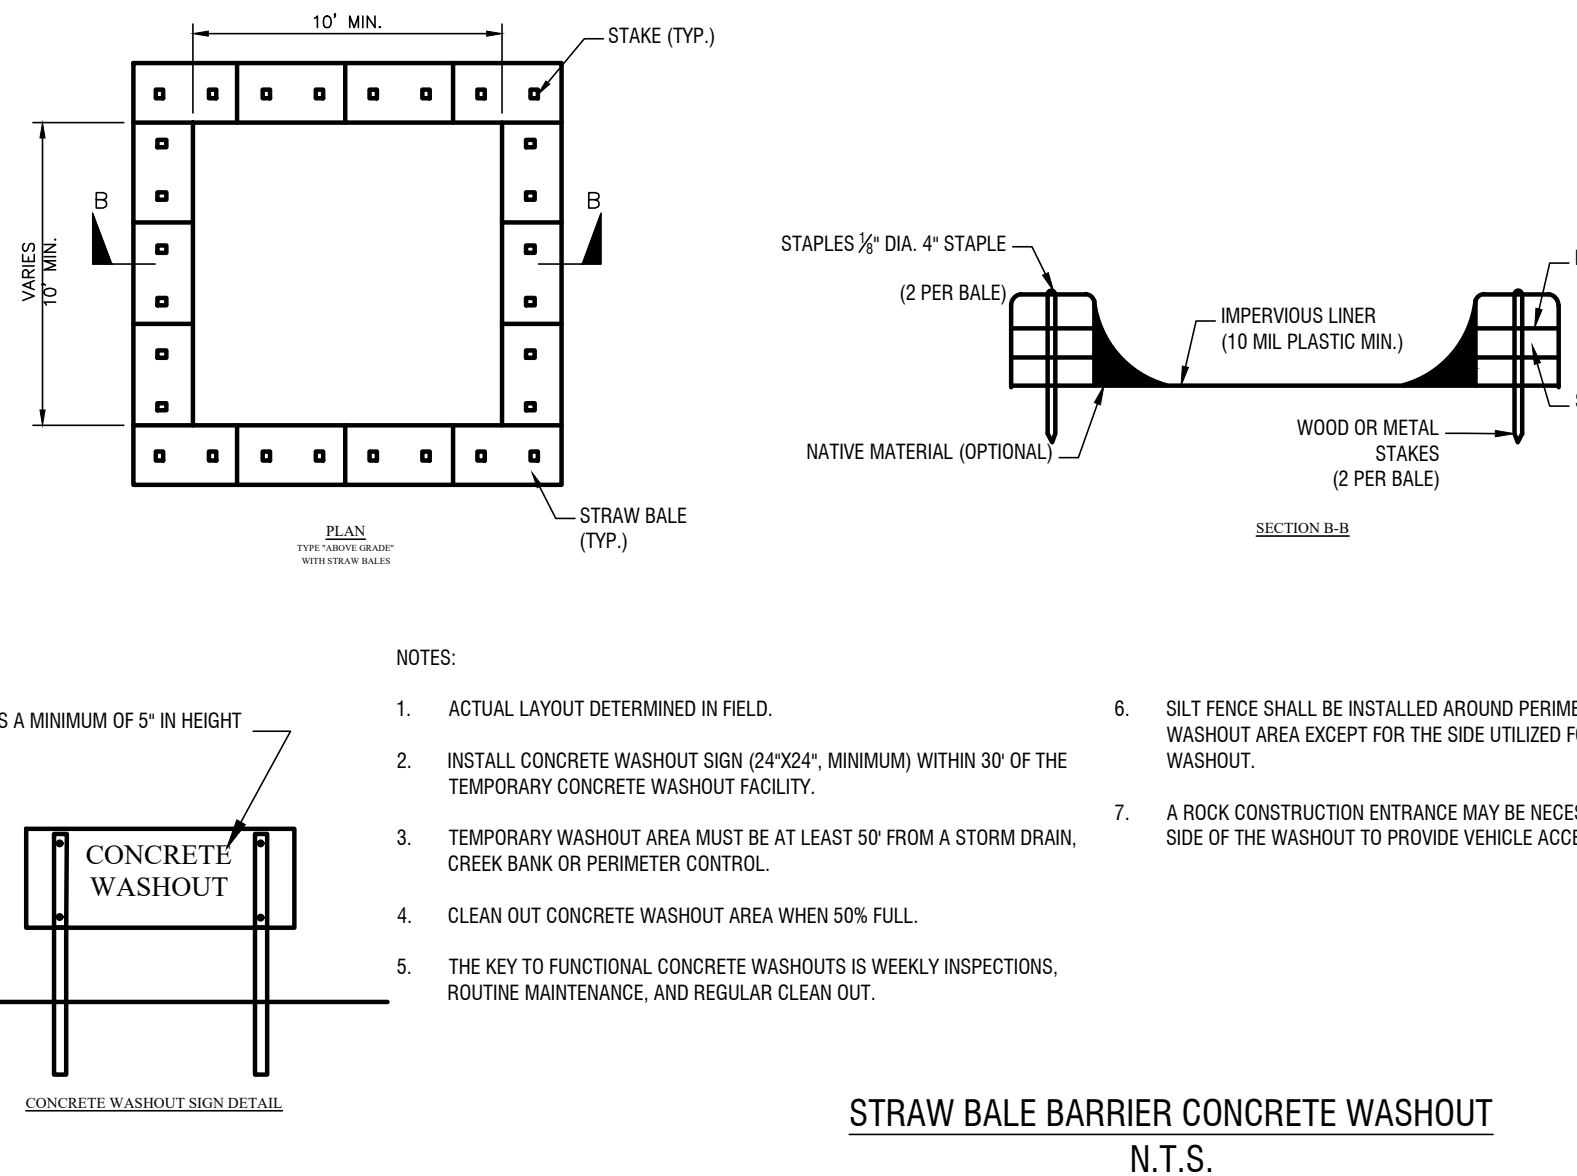 10' MIN.
STAKE (TYP.)
B
B
VARIES
10' MIN.
STRAW BALE
(TYP.)
PLAN
TYPE "ABOVE GRADE"
WITH STRAW BALES
STAPLES ⅛" DIA. 4" STAPLE
(2 PER BALE)
IMPERVIOUS LINER
(10 MIL PLASTIC MIN.)
NATIVE MATERIAL (OPTIONAL)
WOOD OR METAL
STAKES
(2 PER BALE)
SECTION B-B
S A MINIMUM OF 5" IN HEIGHT
CONCRETE
WASHOUT
CONCRETE WASHOUT SIGN DETAIL
NOTES:
1. ACTUAL LAYOUT DETERMINED IN FIELD.
2. INSTALL CONCRETE WASHOUT SIGN (24"X24", MINIMUM) WITHIN 30' OF THE
TEMPORARY CONCRETE WASHOUT FACILITY.
3. TEMPORARY WASHOUT AREA MUST BE AT LEAST 50' FROM A STORM DRAIN,
CREEK BANK OR PERIMETER CONTROL.
4. CLEAN OUT CONCRETE WASHOUT AREA WHEN 50% FULL.
5. THE KEY TO FUNCTIONAL CONCRETE WASHOUTS IS WEEKLY INSPECTIONS,
ROUTINE MAINTENANCE, AND REGULAR CLEAN OUT.
6. SILT FENCE SHALL BE INSTALLED AROUND PERIME
WASHOUT AREA EXCEPT FOR THE SIDE UTILIZED F
WASHOUT.
7. A ROCK CONSTRUCTION ENTRANCE MAY BE NECES
SIDE OF THE WASHOUT TO PROVIDE VEHICLE ACCE
STRAW BALE BARRIER CONCRETE WASHOUT
N.T.S.